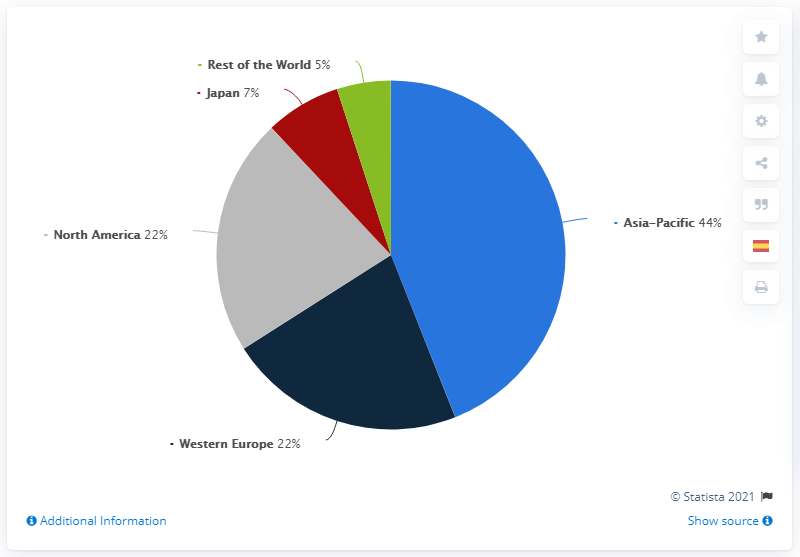 Rest of the World 5%
Japan 7%
Asia-Pacific 44%
North America 22%
Western Europe 22%
© Statista 2021
Additional Information
Show source